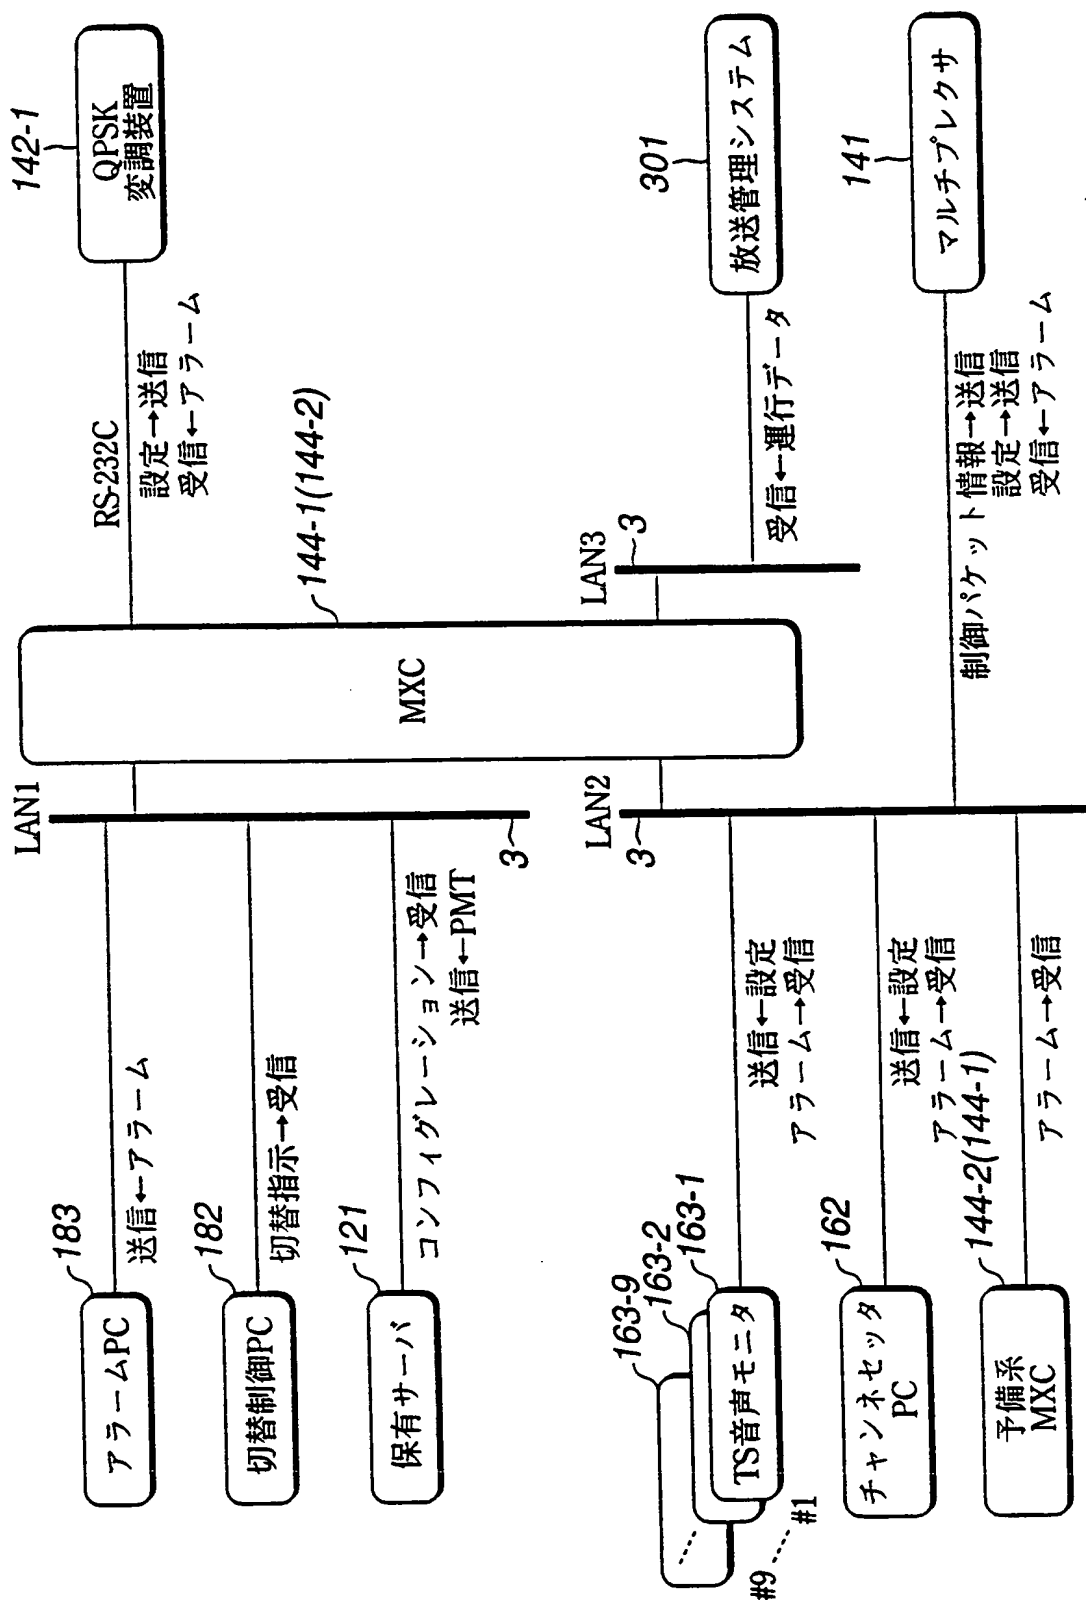 LAN1
RS-232C
142-1
QPSK
変調装置
設定→送信
受信←アラーム
183
アラームPC
送信←アラーム
182
切替制御PC
切替指示→受信
121
保有サーバ
コンフィグレーション→受信
送信←PMT
3
MXC
144-1(144-2)
LAN2
3
LAN3
3
301
放送管理システム
受信←運行データ
141
マルチプレクサ
制御パケット情報→送信
設定→送信
受信←アラーム
163-9
163-2
163-1
TS音声モニタ
#9
#1
送信←設定
アラーム→受信
162
チャンネセッタ
PC
送信←設定
アラーム→受信
144-2(144-1)
予備系
MXC
アラーム→受信